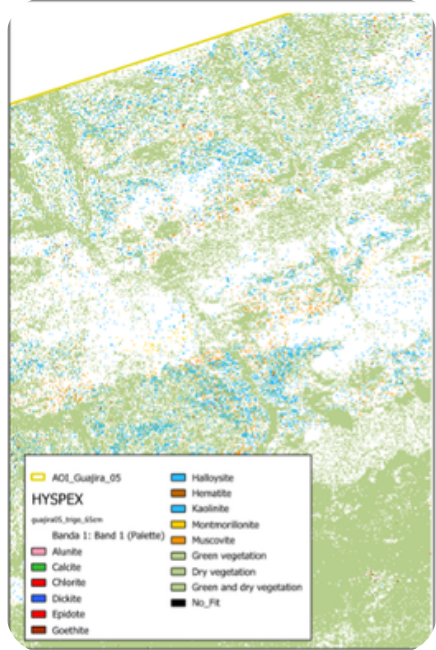 AOI_Guajira_05
HYSPEX
guajira05_trigo_65cm
Banda 1: Band 1 (Palette)
Alunite
Calcite
Chlorite
Dickite
Epidote
Goethite
Halloysite
Hematite
Kaolinite
Montmorillonite
Muscovite
Green vegetation
Dry vegetation
Green and dry vegetation
No_Fit